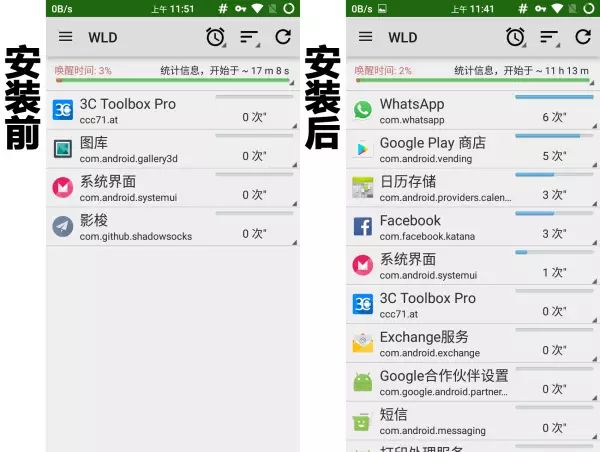 安装前
0B/s 上午 11:51
WLD
唤醒时间: 3% 统计信息，开始于 ~ 17 m 8 s
3C Toolbox Pro
ccc71.at 0 次"
图库
com.android.gallery3d 0 次"
系统界面
com.android.systemui 0 次"
影梭
com.github.shadowsocks 0 次"
安装后
0B/s 上午 11:41
WLD
唤醒时间: 2% 统计信息，开始于 ~ 11 h 13 m
WhatsApp
com.whatsapp 6 次"
Google Play 商店
com.android.vending 5 次"
日历存储
com.android.providers.calen... 3 次"
Facebook
com.facebook.katana 3 次"
系统界面
com.android.systemui 1 次"
3C Toolbox Pro
ccc71.at 0 次"
Exchange服务
com.android.exchange 0 次"
Google合作伙伴设置
com.google.android.partner... 0 次"
短信
com.android.messaging 0 次"
打印处理服务